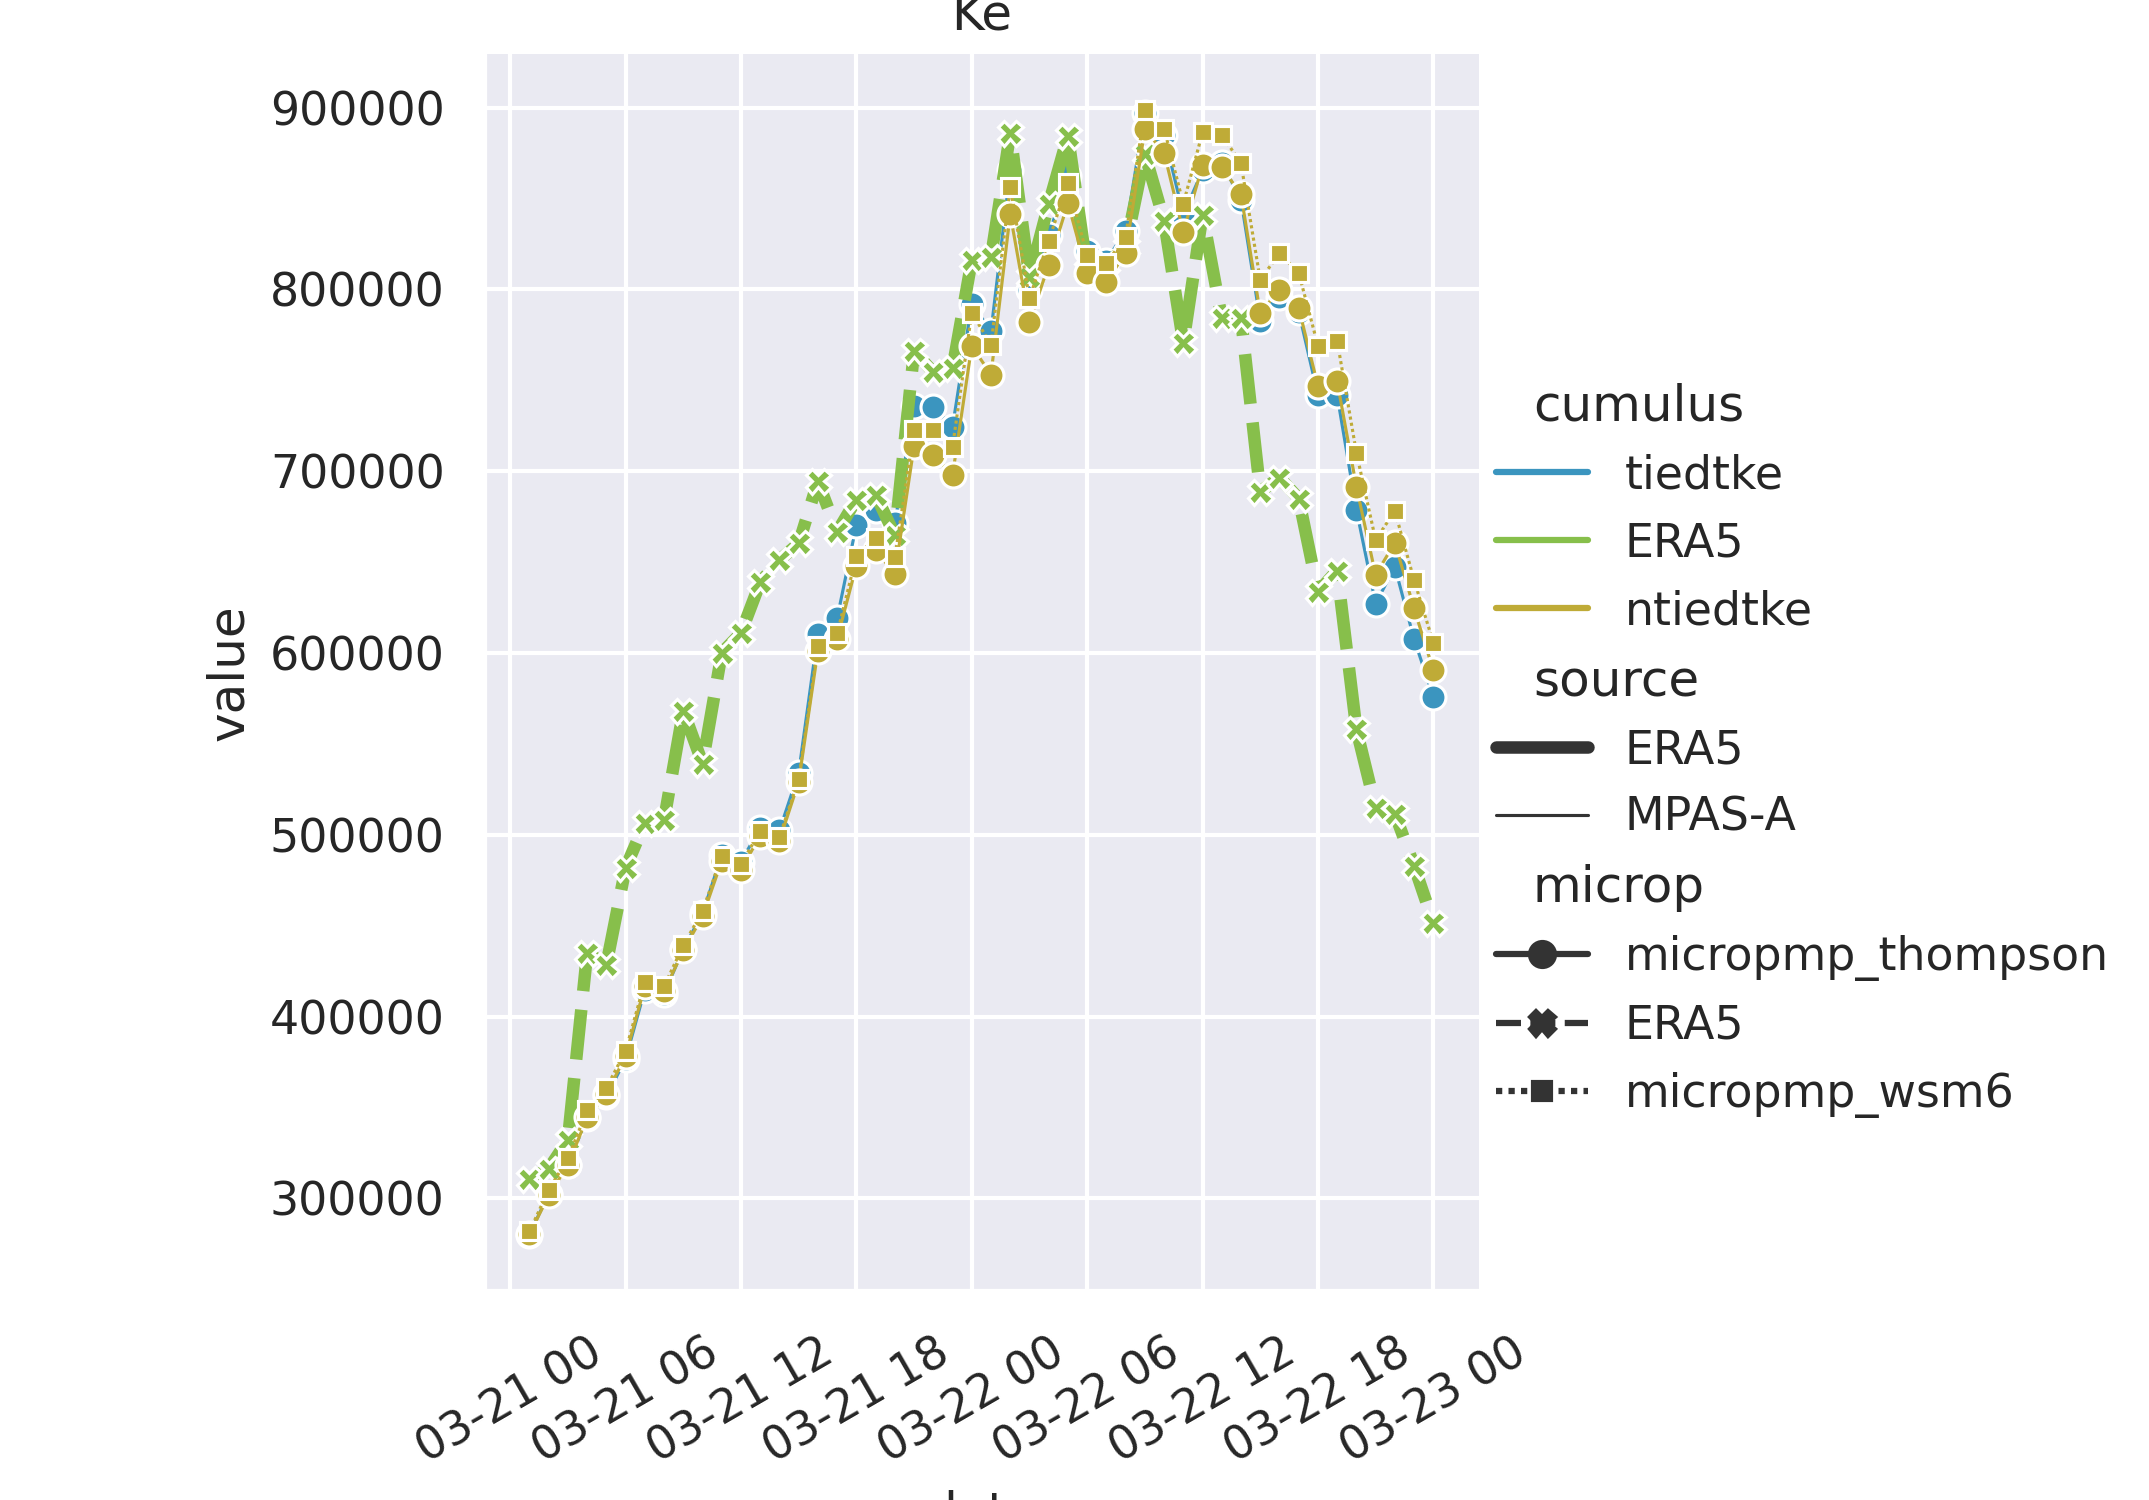 Ke
900000
800000
700000
600000
500000
400000
300000
value
03-21 00
03-21 06
03-21 12
03-21 18
03-22 00
03-22 06
03-22 12
03-22 18
03-23 00
cumulus
tiedtke
ERA5
ntiedtke
source
ERA5
MPAS-A
microp
micropmp_thompson
ERA5
micropmp_wsm6